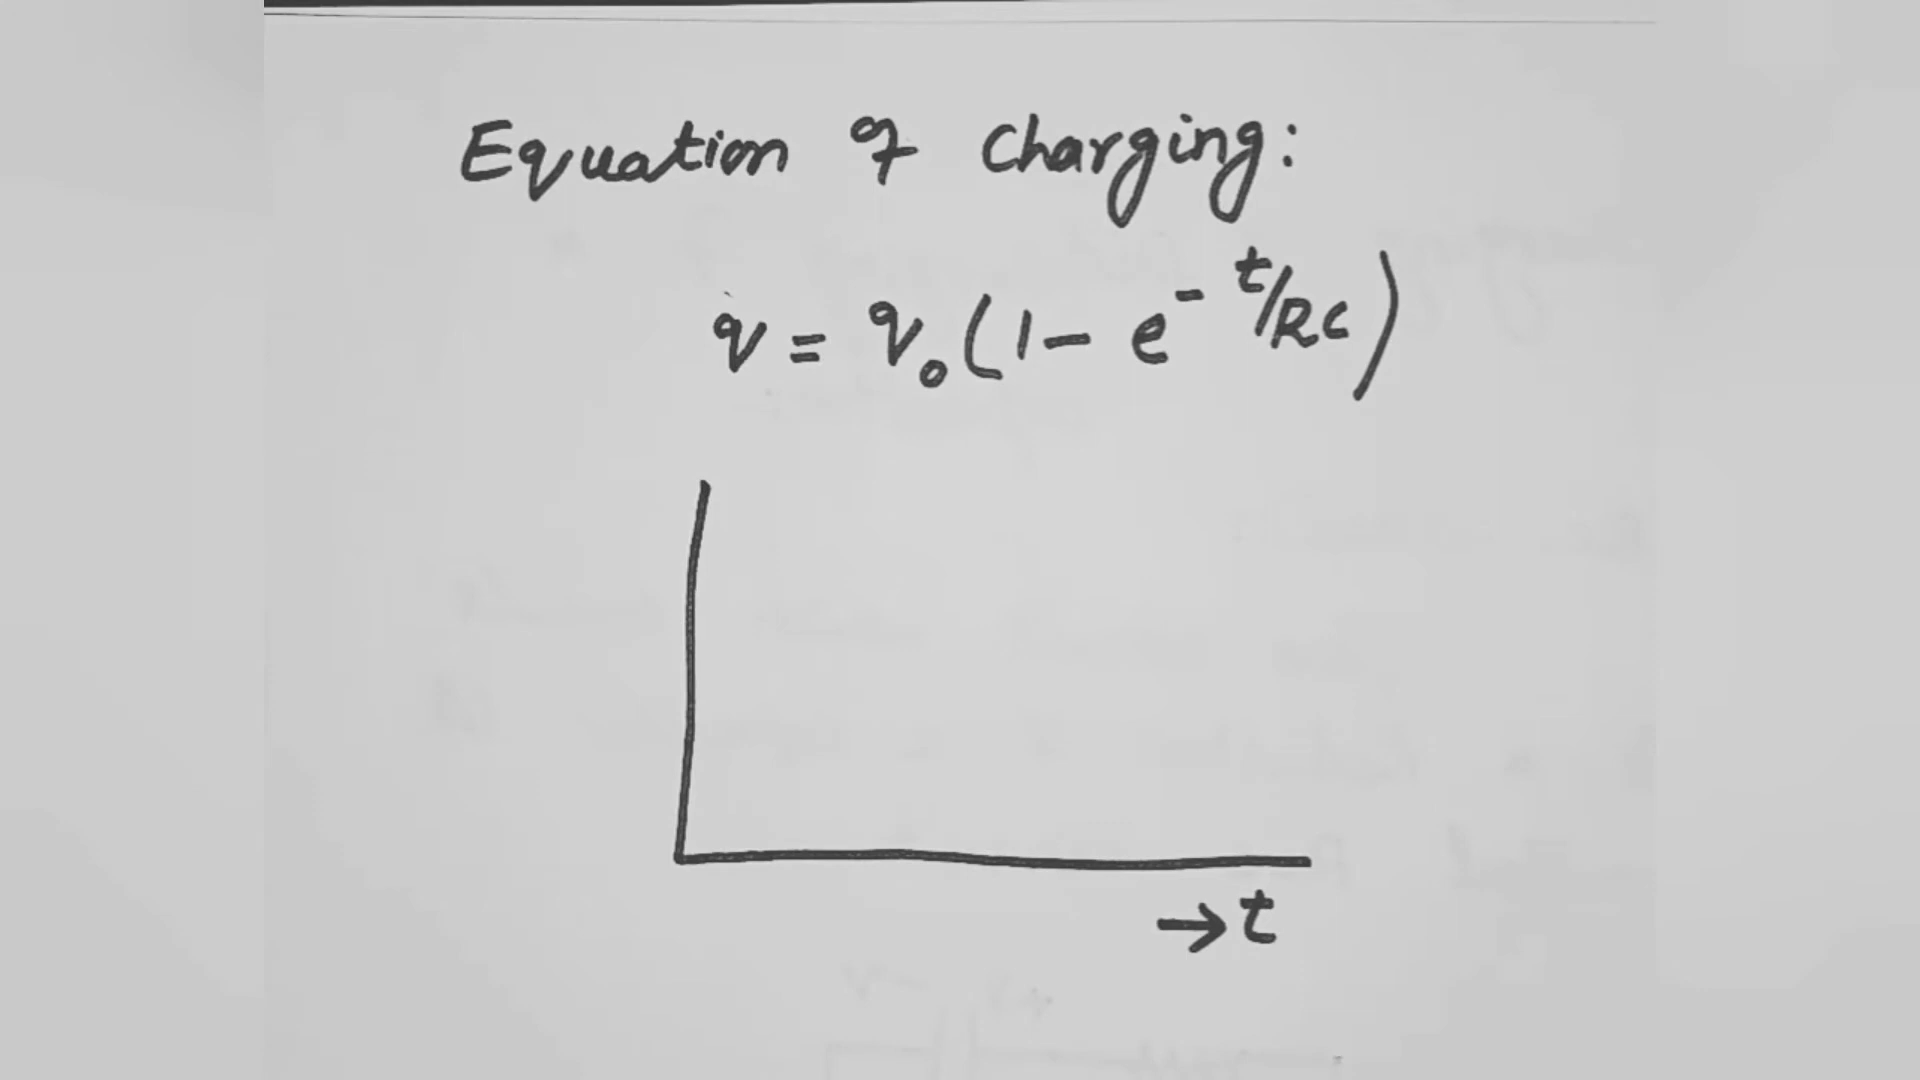 Equation of Charging:
q = q₀(1 - e^{-t/RC})
→ t